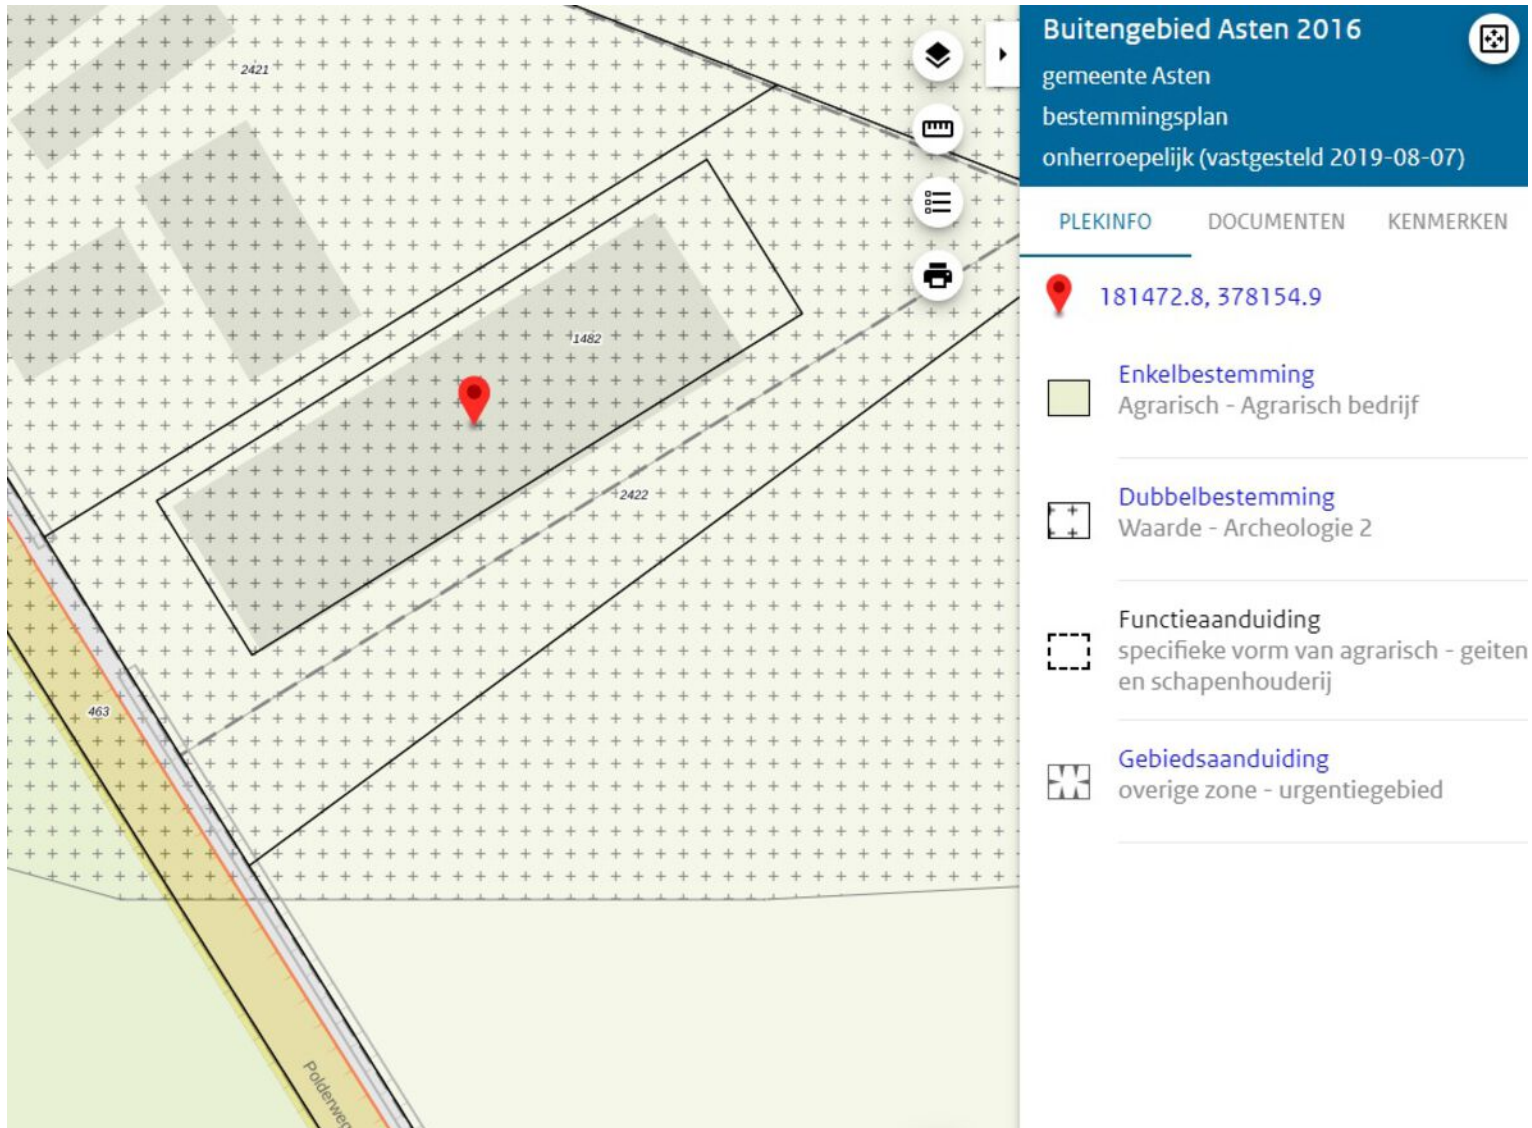 2421
1482
2422
463
Polderweg
Buitengebied Asten 2016
gemeente Asten
bestemmingsplan
onherroepelijk (vastgesteld 2019-08-07)
PLEKINFO DOCUMENTEN KENMERKEN
181472.8, 378154.9
Enkelbestemming
Agrarisch - Agrarisch bedrijf
Dubbelbestemming
Waarde - Archeologie 2
Functieaanduiding
specifieke vorm van agrarisch - geiten
en schapenhouderij
Gebiedsaanduiding
overige zone - urgentiegebied